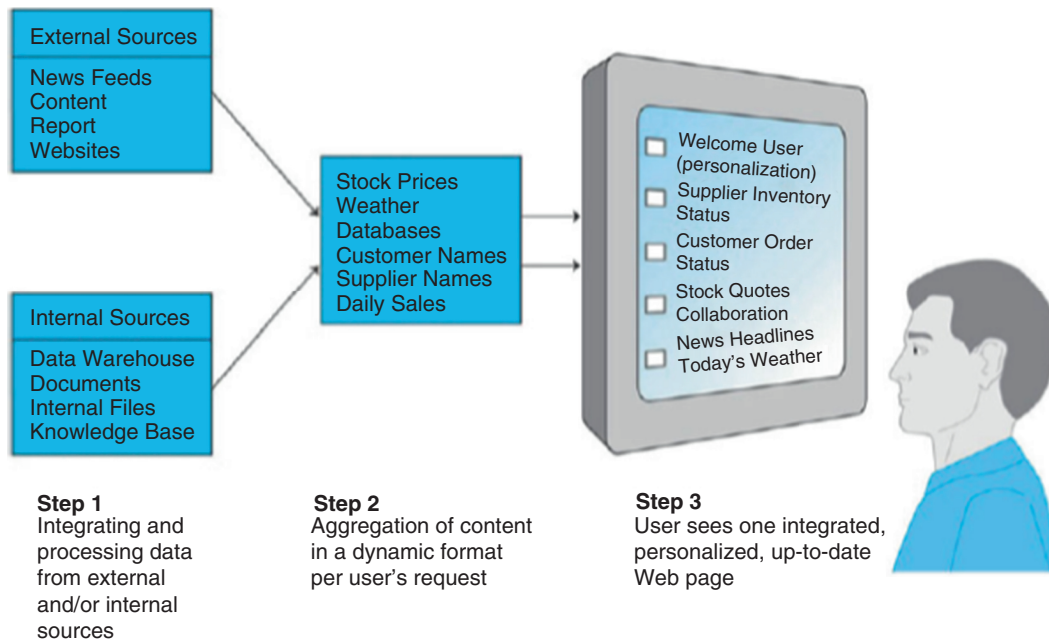 External Sources
News Feeds
Content
Report
Websites
Internal Sources
Data Warehouse
Documents
Internal Files
Knowledge Base
Stock Prices
Weather
Databases
Customer Names
Supplier Names
Daily Sales
Welcome User
(personalization)
Supplier Inventory
Status
Customer Order
Status
Stock Quotes
Collaboration
News Headlines
Today's Weather
Step 1
Integrating and
processing data
from external
and/or internal
sources
Step 2
Aggregation of content
in a dynamic format
per user's request
Step 3
User sees one integrated,
personalized, up-to-date
Web page